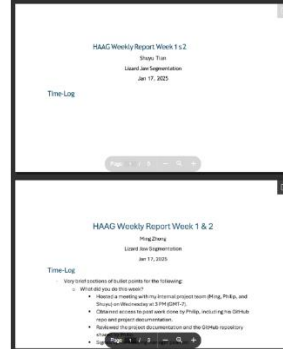 HAAG Weekly Report Week 1 & 2
Shuyu Tian
Lizard Jaw Segmentation
Jan 17, 2025
Time-Log
Page
HAAG Weekly Report Week 1 & 2
Ming Zhong
Lizard Jaw Segmentation
Jan 17, 2025
Time-Log
Very brief sections of bullet points for the following:
What did you do this week?
Hosted a meeting with my internal project team (Ming, Philip, and
Shuyu) on Wednesday at 3 PM (GMT-7).
Obtained access to past work done by Philip, including his GitHub
repo and project documentation.
Reviewed the project documentation and the GitHub repository
Page